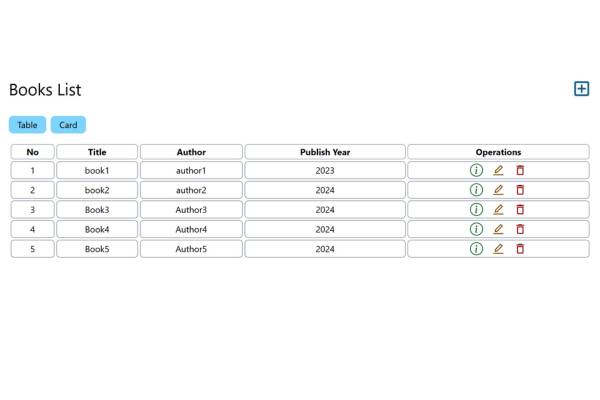 Books List
Table Card
No Title Author Publish Year Operations
1 book1 author1 2023
2 book2 author2 2024
3 Book3 Author3 2024
4 Book4 Author4 2024
5 Book5 Author5 2024